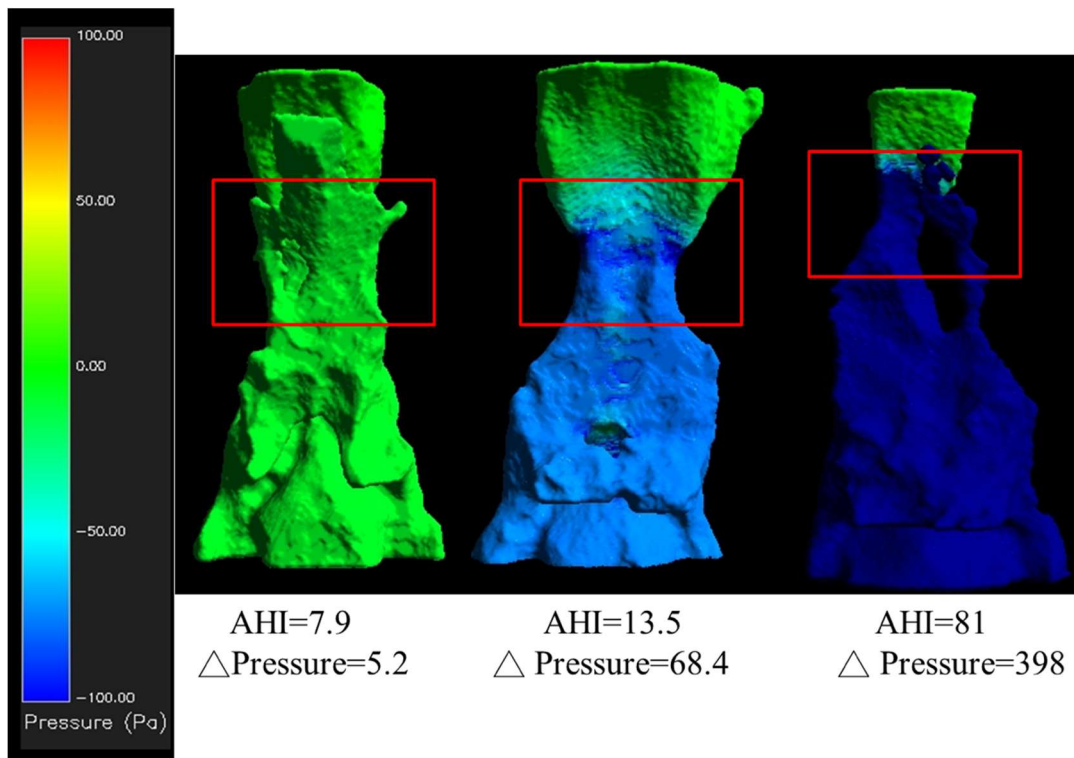 100.00
50.00
0.00
−50.00
−100.00
Pressure (Pa)
AHI=7.9
△Pressure=5.2
AHI=13.5
△ Pressure=68.4
AHI=81
△ Pressure=398